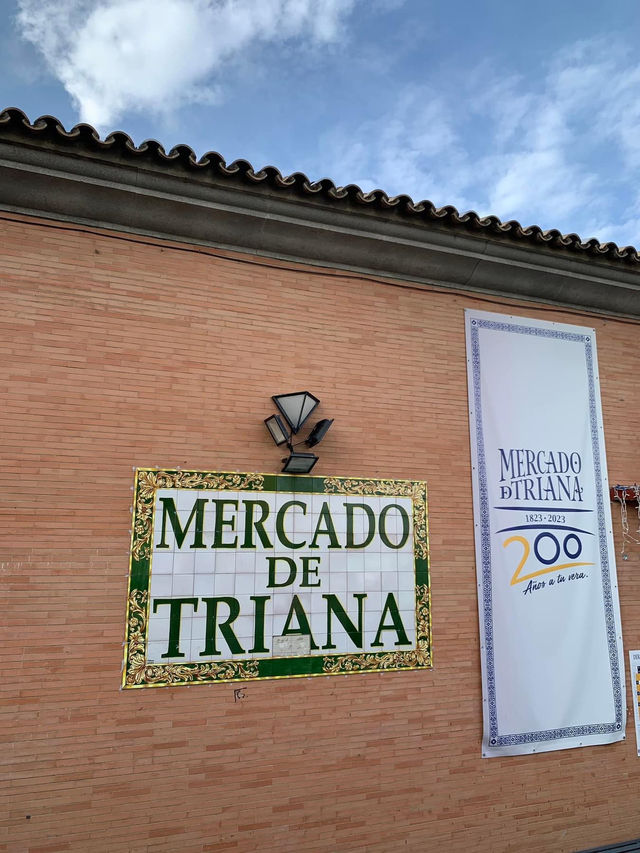 MERCADO
DE
TRIANA
MERCADO
D TRIANA
1823-2023
200
Años a tu vera.